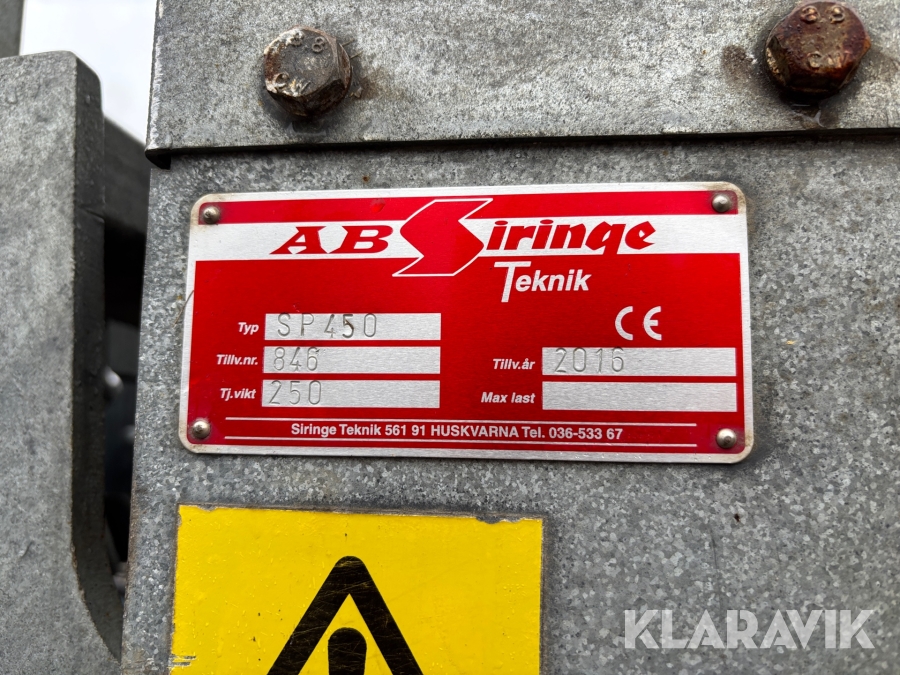 AB Siringe
Teknik
Typ SP450
CE
Tillv.nr. 846
Tillv.år 2016
Tj.vikt 250
Max last
Siringe Teknik 561 91 HUSKVARNA Tel. 036-533 67
KLARAVIK